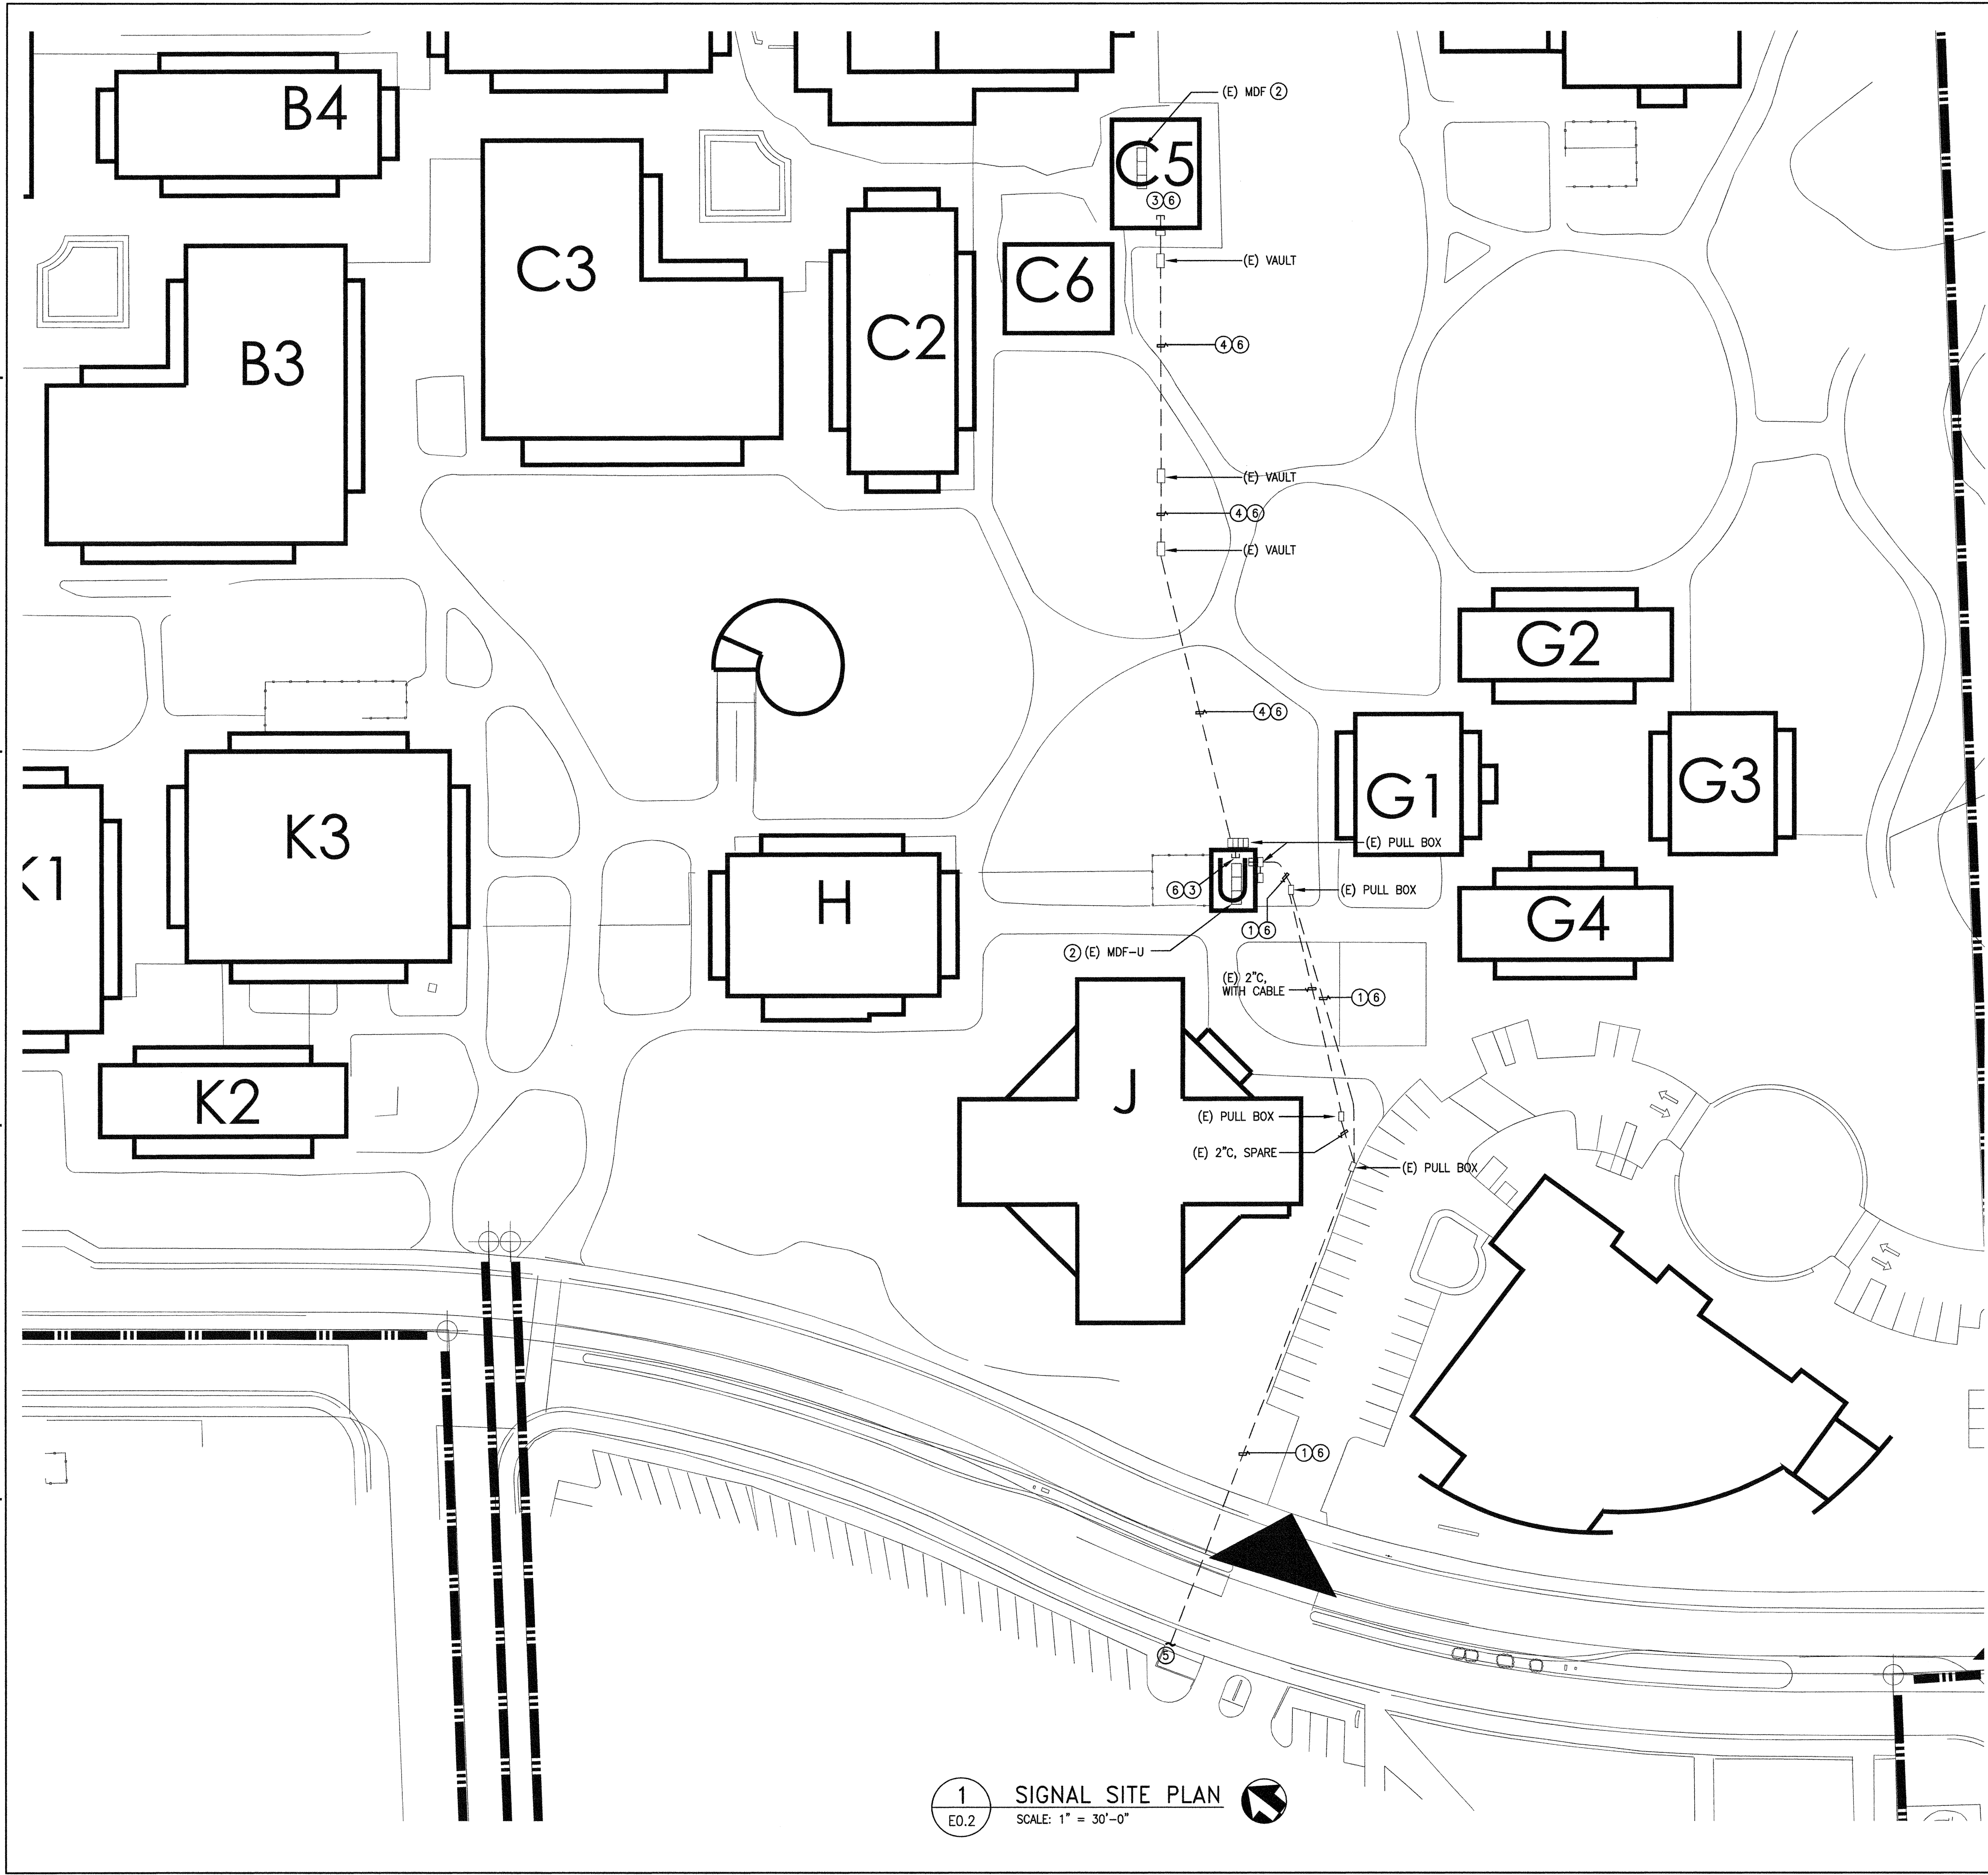 B4
(E) MDF ②
C5
③⑥
C3
(E) VAULT
C6
B3
C2
④⑥
(E) VAULT
④⑥
(E) VAULT
G2
④⑥
K1
K3
G1
G3
(E) PULL BOX
H
U
⑥③
(E) PULL BOX
G4
①⑥
② (E) MDF-U
(E) 2"C,
WITH CABLE
①⑥
K2
J
(E) PULL BOX
(E) 2"C, SPARE
(E) PULL BOX
①⑥
⑤
1
E0.2
SIGNAL SITE PLAN
SCALE: 1" = 30'-0"